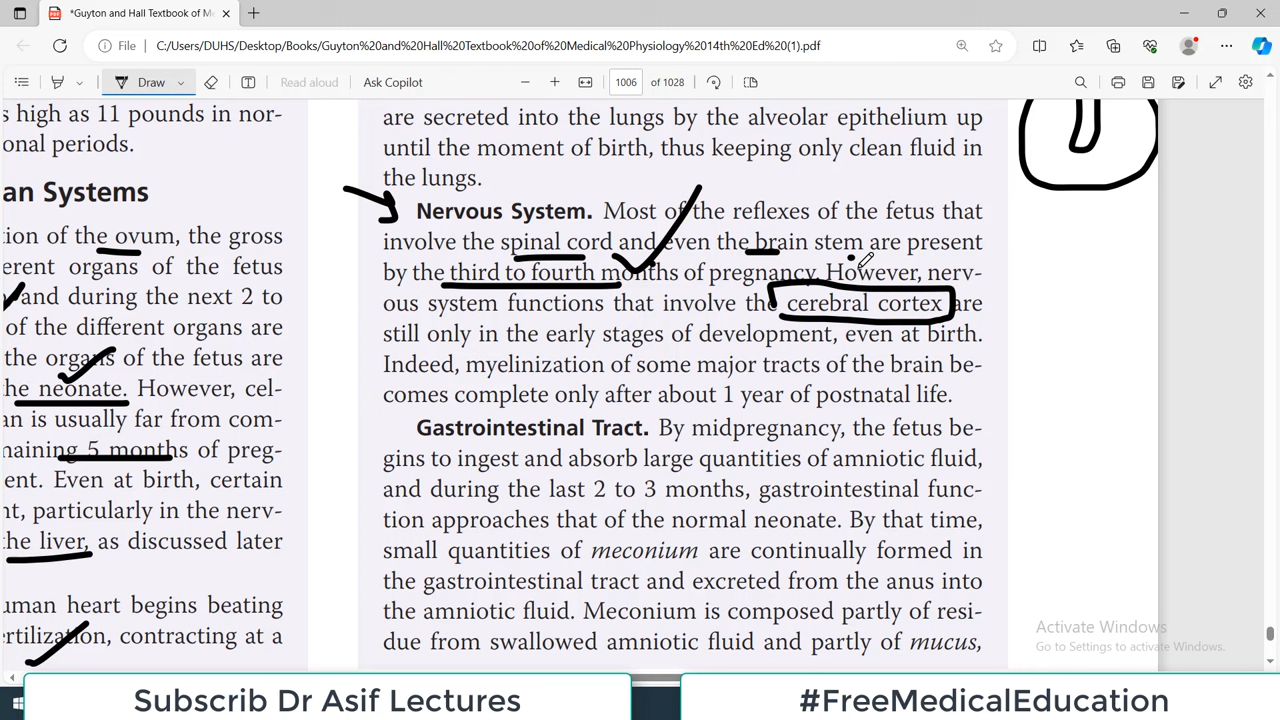 *Guyton and Hall Textbook of Me
File
C:/Users/DUHS/Desktop/Books/Guyton%20and%20Hall%20Textbook%20of%20Medical%20Physiology%2014th%20Ed%20(1).pdf
Draw
Read aloud
Ask Copilot
1006 of 1028
s high as 11 pounds in nor-
onal periods.
an Systems
tion of the ovum, the gross
erent organs of the fetus
and during the next 2 to
of the different organs are
the organs of the fetus are
he neonate. However, cel-
an is usually far from com-
maining 5 months of preg-
ent. Even at birth, certain
nt, particularly in the nerv-
the liver, as discussed later
uman heart begins beating
ertilization, contracting at a
are secreted into the lungs by the alveolar epithelium up
until the moment of birth, thus keeping only clean fluid in
the lungs.
Nervous System. Most of the reflexes of the fetus that
involve the spinal cord and even the brain stem are present
by the third to fourth months of pregnancy. However, nerv-
ous system functions that involve the cerebral cortex are
still only in the early stages of development, even at birth.
Indeed, myelinization of some major tracts of the brain be-
comes complete only after about 1 year of postnatal life.
Gastrointestinal Tract. By midpregnancy, the fetus be-
gins to ingest and absorb large quantities of amniotic fluid,
and during the last 2 to 3 months, gastrointestinal func-
tion approaches that of the normal neonate. By that time,
small quantities of meconium are continually formed in
the gastrointestinal tract and excreted from the anus into
the amniotic fluid. Meconium is composed partly of resi-
due from swallowed amniotic fluid and partly of mucus,
Activate Windows
Go to Settings to activate Windows.
Subscrib Dr Asif Lectures
#FreeMedicalEducation